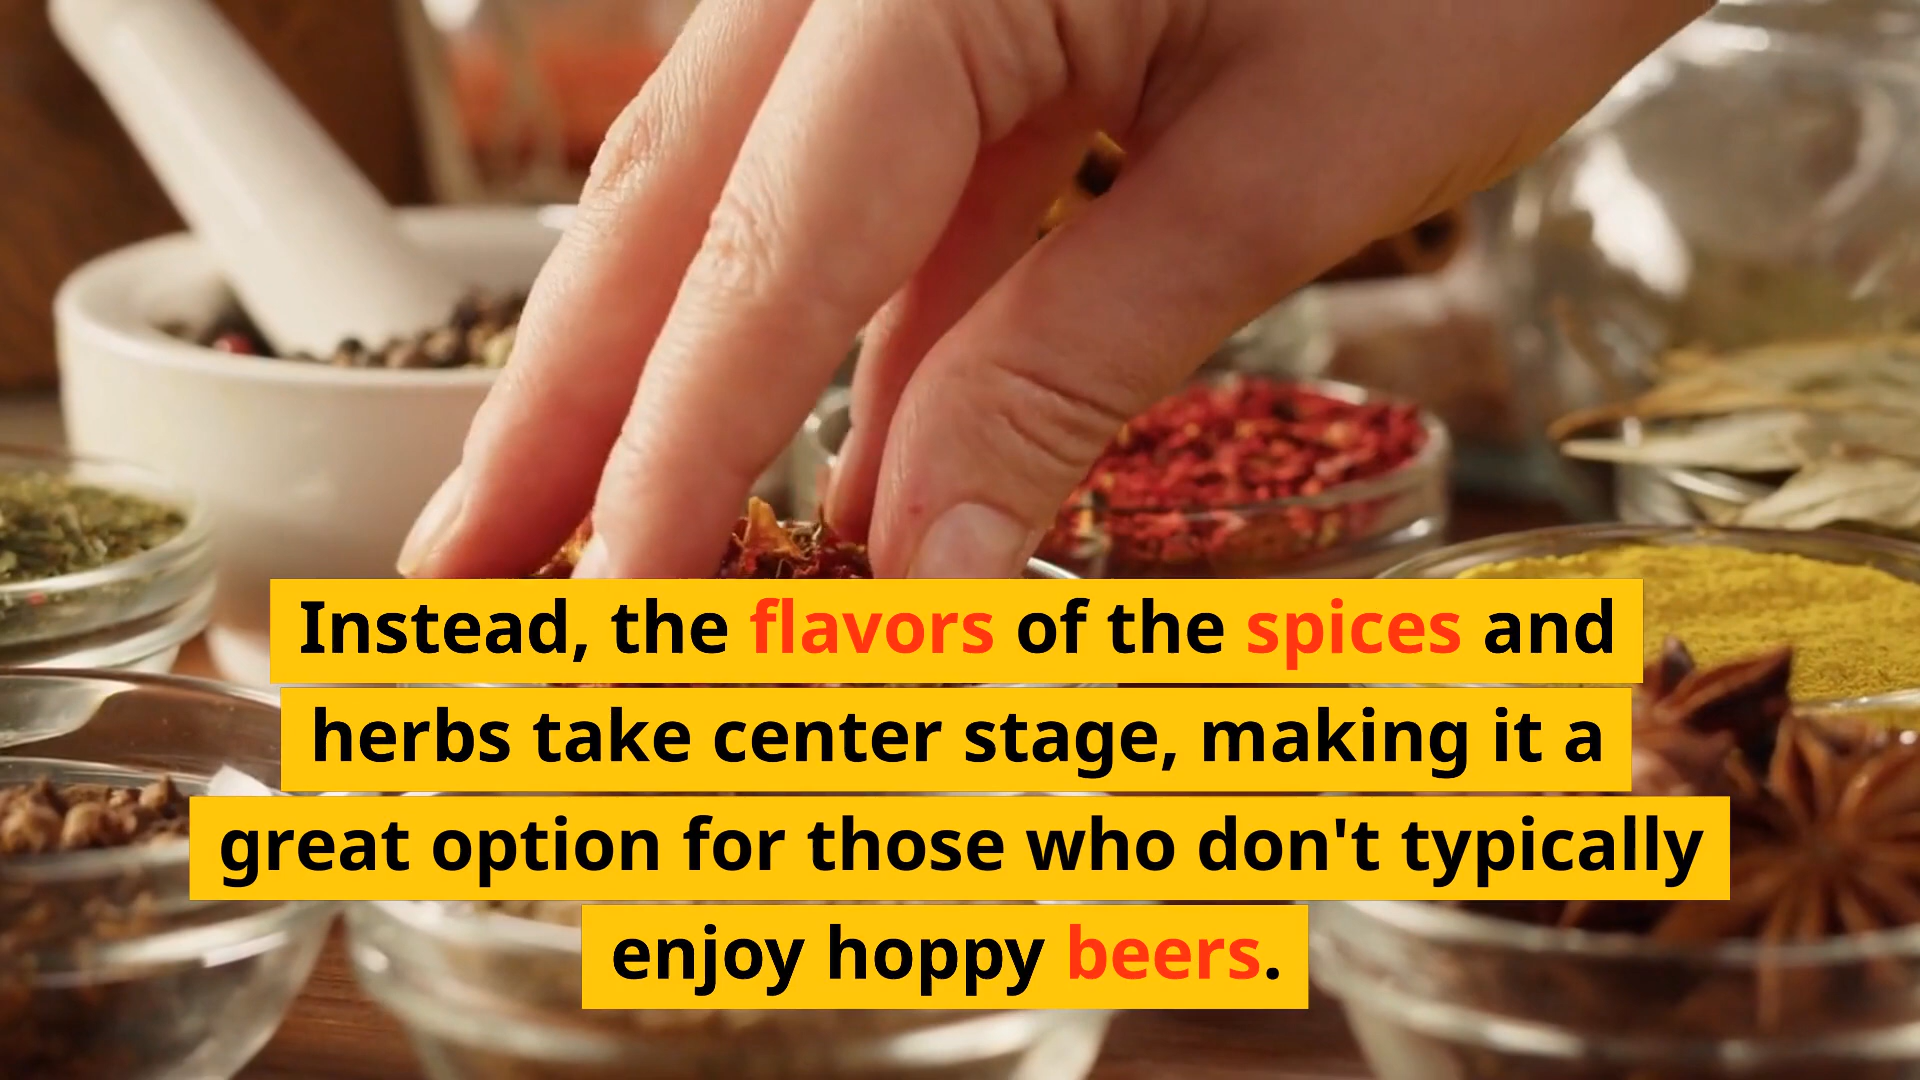 Instead, the flavors of the spices and
herbs take center stage, making it a
great option for those who don't typically
enjoy hoppy beers.